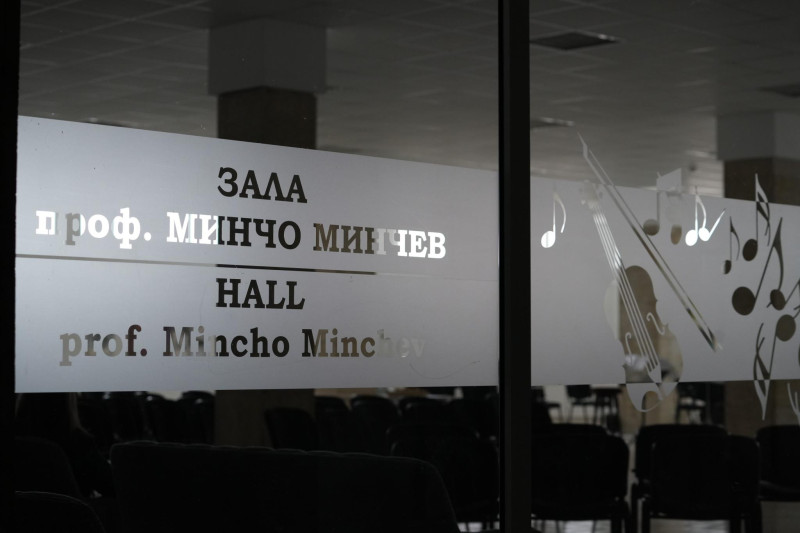 ЗАЛА
проф. МИНЧО МИНЧЕВ
HALL
prof. Mincho Minchev